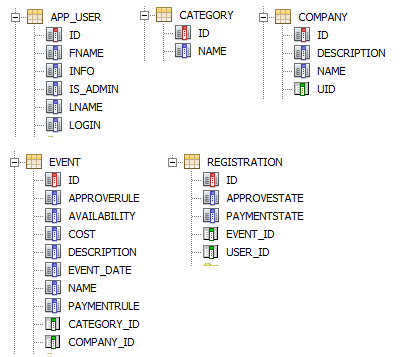 APP_USER
ID
FNAME
INFO
IS_ADMIN
LNAME
LOGIN
CATEGORY
ID
NAME
COMPANY
ID
DESCRIPTION
NAME
UID
EVENT
ID
APPROVERULE
AVAILABILITY
COST
DESCRIPTION
EVENT_DATE
NAME
PAYMENTRULE
CATEGORY_ID
COMPANY_ID
REGISTRATION
ID
APPROVESTATE
PAYMENTSTATE
EVENT_ID
USER_ID